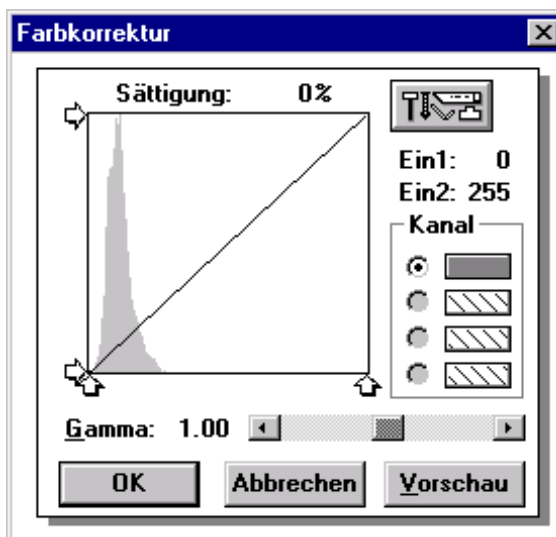 Farbkorrektur
Sättigung: 0%
Ein1: 0
Ein2: 255
Kanal
Gamma: 1.00
OK Abbrechen Vorschau